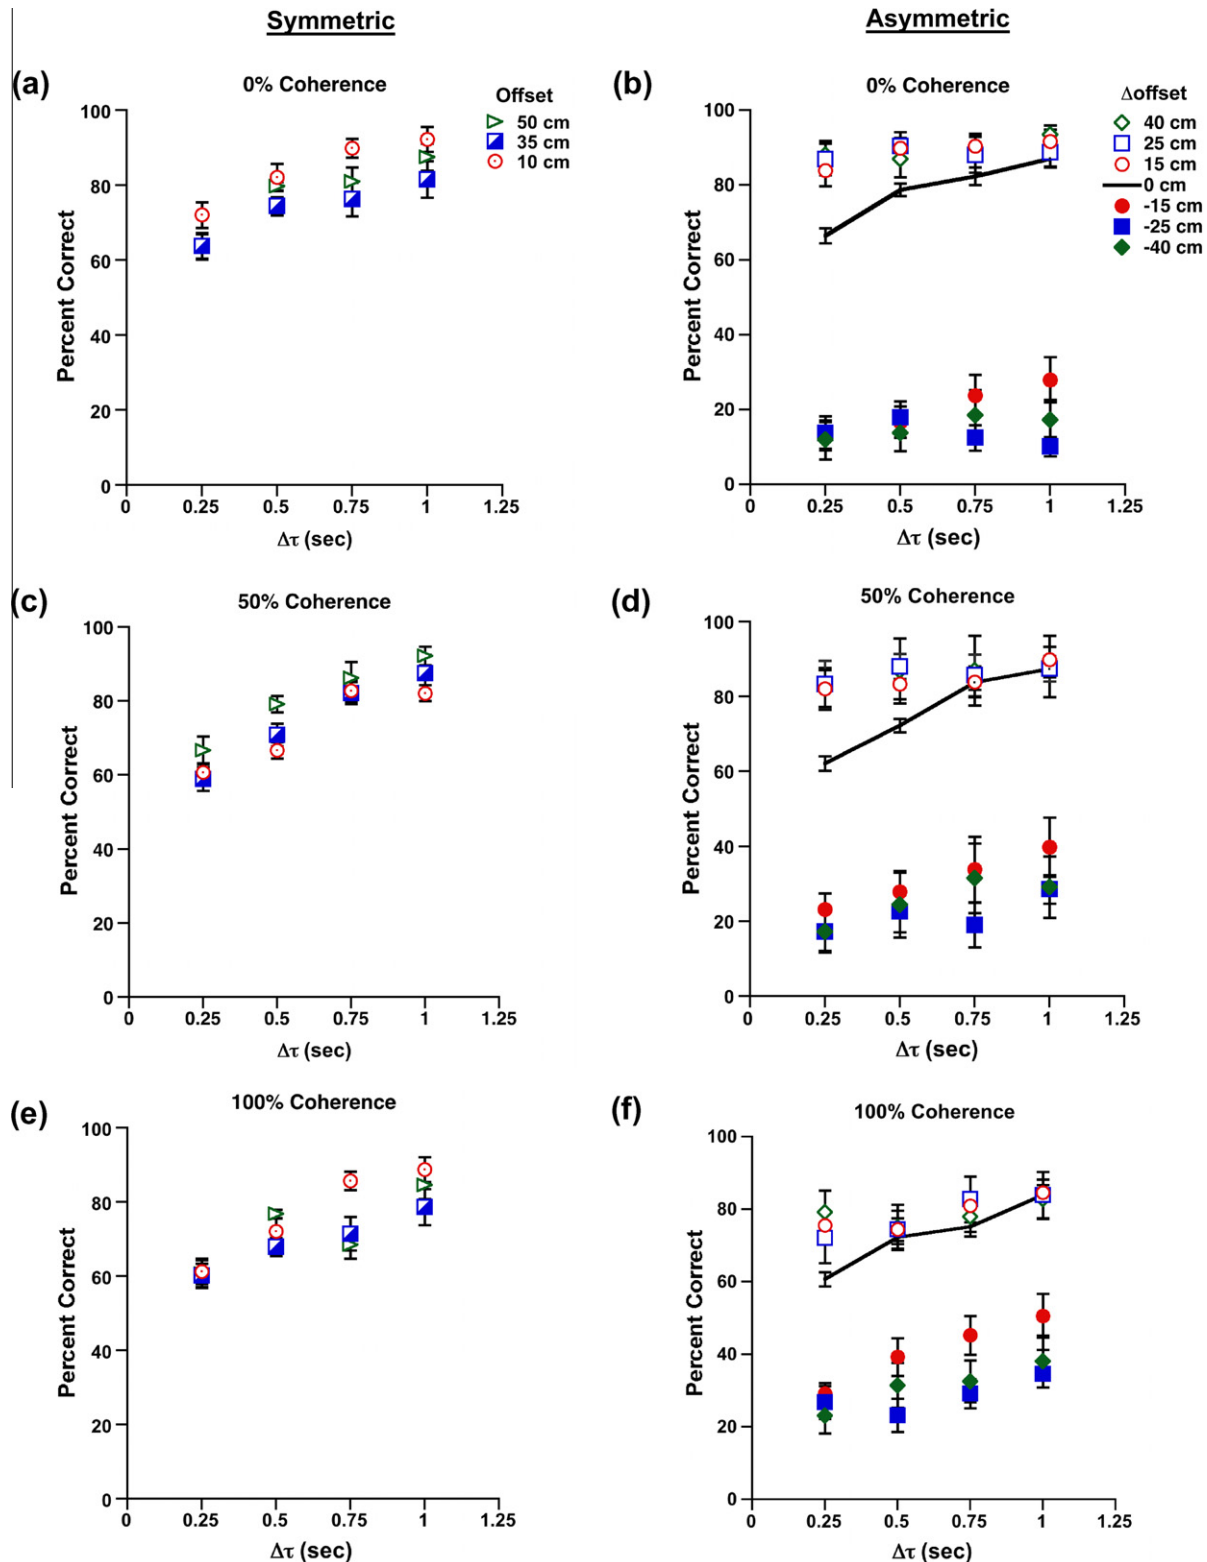 Symmetric
Asymmetric
(a)
0% Coherence
Offset
50 cm
35 cm
10 cm
Percent Correct
100
80
60
40
20
0
0
0.25
0.5
0.75
1
1.25
Δτ (sec)
(b)
0% Coherence
Δoffset
40 cm
25 cm
15 cm
0 cm
-15 cm
-25 cm
-40 cm
Percent Correct
100
80
60
40
20
0
0
0.25
0.5
0.75
1
1.25
Δτ (sec)
(c)
50% Coherence
Percent Correct
100
80
60
40
20
0
0
0.25
0.5
0.75
1
1.25
Δτ (sec)
(d)
50% Coherence
Percent Correct
100
80
60
40
20
0
0
0.25
0.5
0.75
1
1.25
Δτ (sec)
(e)
100% Coherence
Percent Correct
100
80
60
40
20
0
0
0.25
0.5
0.75
1
1.25
Δτ (sec)
(f)
100% Coherence
Percent Correct
100
80
60
40
20
0
0
0.25
0.5
0.75
1
1.25
Δτ (sec)